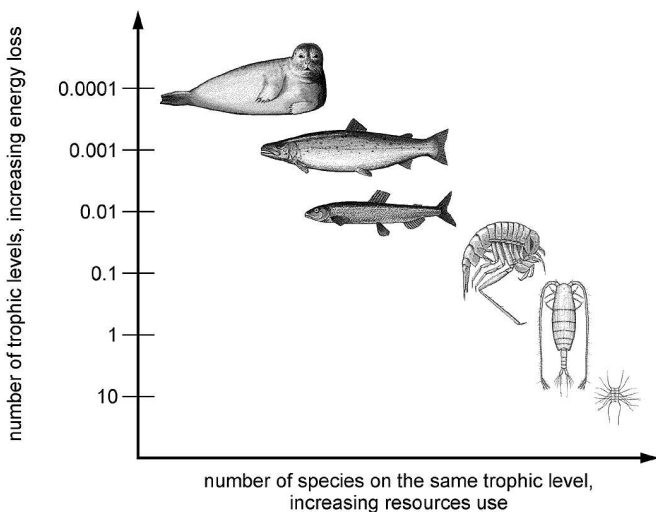 number of trophic levels, increasing energy loss
0.0001
0.001
0.01
0.1
1
10
number of species on the same trophic level,
increasing resources use